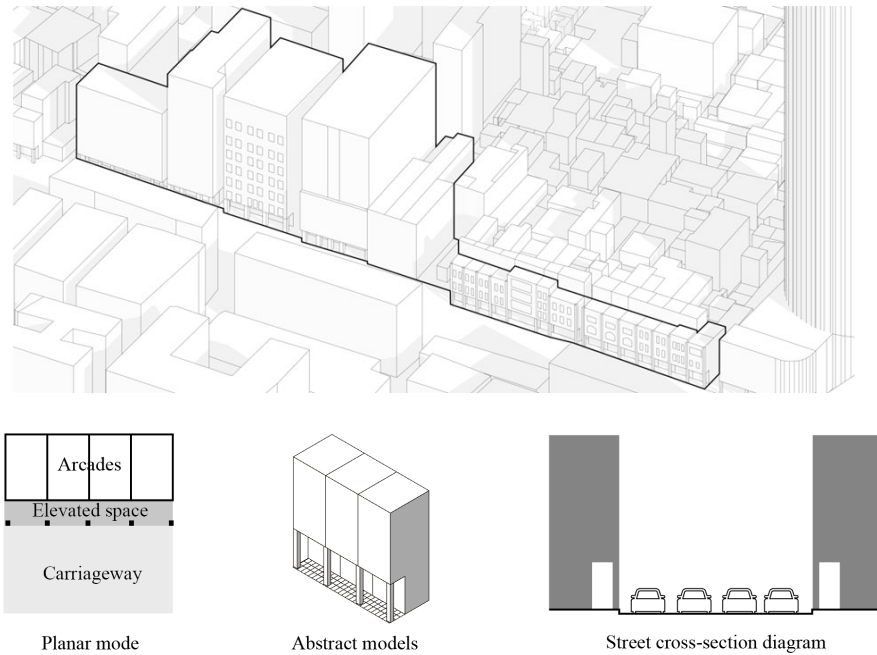 Arcades
Elevated space
Carriageway
Planar mode
Abstract models
Street cross-section diagram